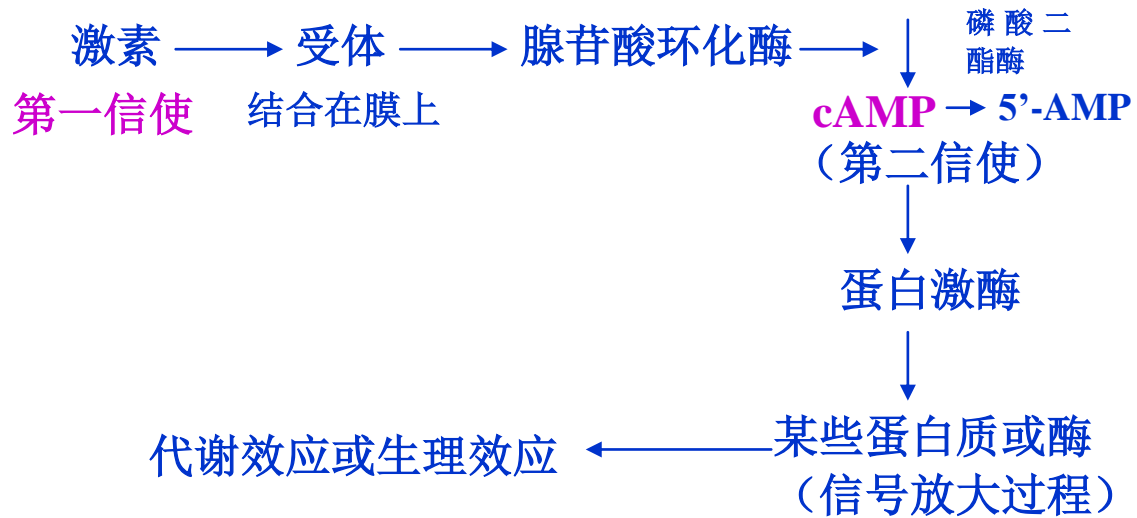 激素 受体 腺苷酸环化酶 磷酸二
酯酶
第一信使 结合在膜上 cAMP 5’-AMP
（第二信使）
蛋白激酶
代谢效应或生理效应 某些蛋白质或酶
（信号放大过程）